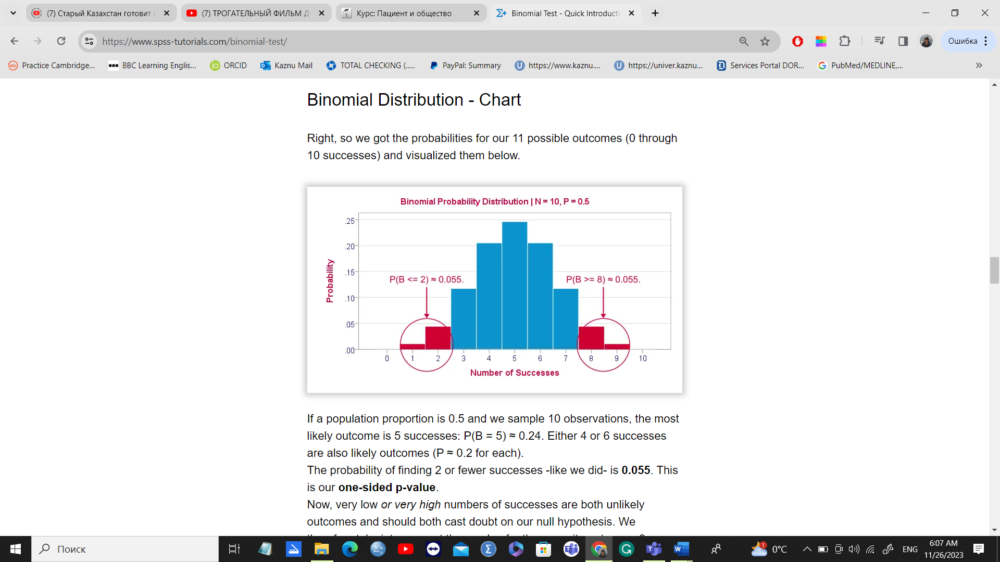 (7) Старый Казахстан готовит
(7) ТРОГАТЕЛЬНЫЙ ФИЛЬМ
Курс: Пациент и общество
Binomial Test - Quick Introducti
https://www.spss-tutorials.com/binomial-test/
Ошибка
Practice Cambridge...
BBC Learning Englis...
ORCID
Kaznu Mail
TOTAL CHECKING (.....
PayPal: Summary
https://www.kaznu....
https://univer.kaznu...
Services Portal DOR...
PubMed/MEDLINE,...
Binomial Distribution - Chart
Right, so we got the probabilities for our 11 possible outcomes (0 through
10 successes) and visualized them below.
Binomial Probability Distribution | N = 10, P = 0.5
Probability
.25
.20
.15
.10
.05
.00
P(B <= 2) ≈ 0.055.
P(B >= 8) ≈ 0.055.
0 1 2 3 4 5 6 7 8 9 10
Number of Successes
If a population proportion is 0.5 and we sample 10 observations, the most
likely outcome is 5 successes: P(B = 5) ≈ 0.24. Either 4 or 6 successes
are also likely outcomes (P ≈ 0.2 for each).
The probability of finding 2 or fewer successes -like we did- is 0.055. This
is our one-sided p-value.
Now, very low or very high numbers of successes are both unlikely
outcomes and should both cast doubt on our null hypothesis. We
Поиск
1
0°C
ENG
6:07 AM
11/26/2023